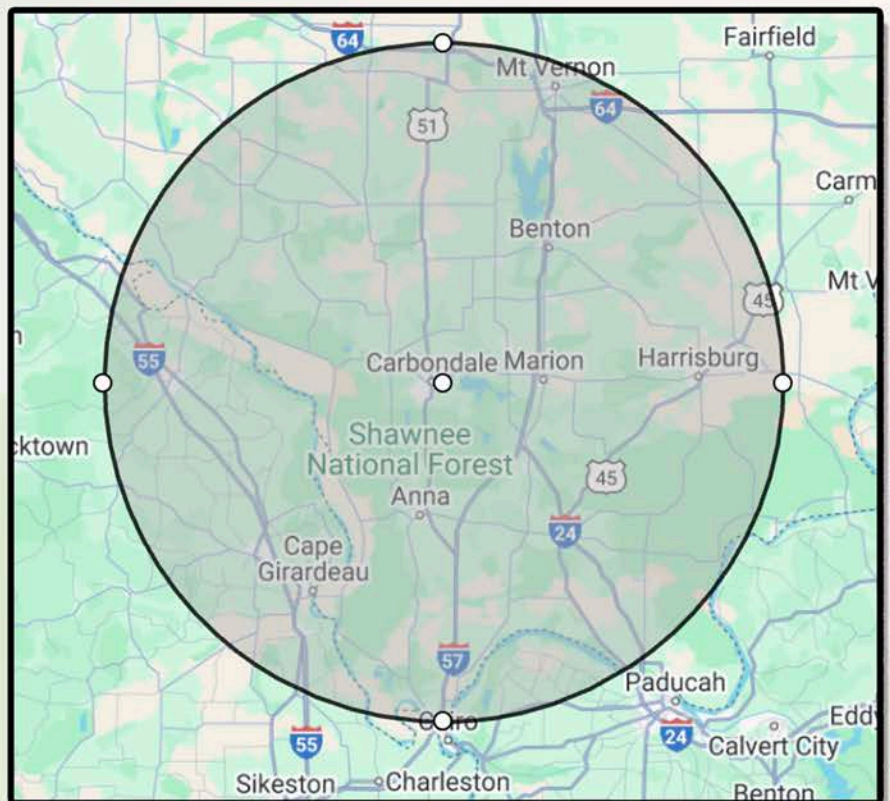 64
Fairfield
Mt Vernon
64
51
Carm
Benton
Mt V
45
55
Carbondale
Marion
Harrisburg
cktown
Shawnee
National Forest
45
Anna
24
Cape
Girardeau
57
Paducah
Cairo
55
24
Eddy
Calvert City
Sikeston
Charleston
Benton